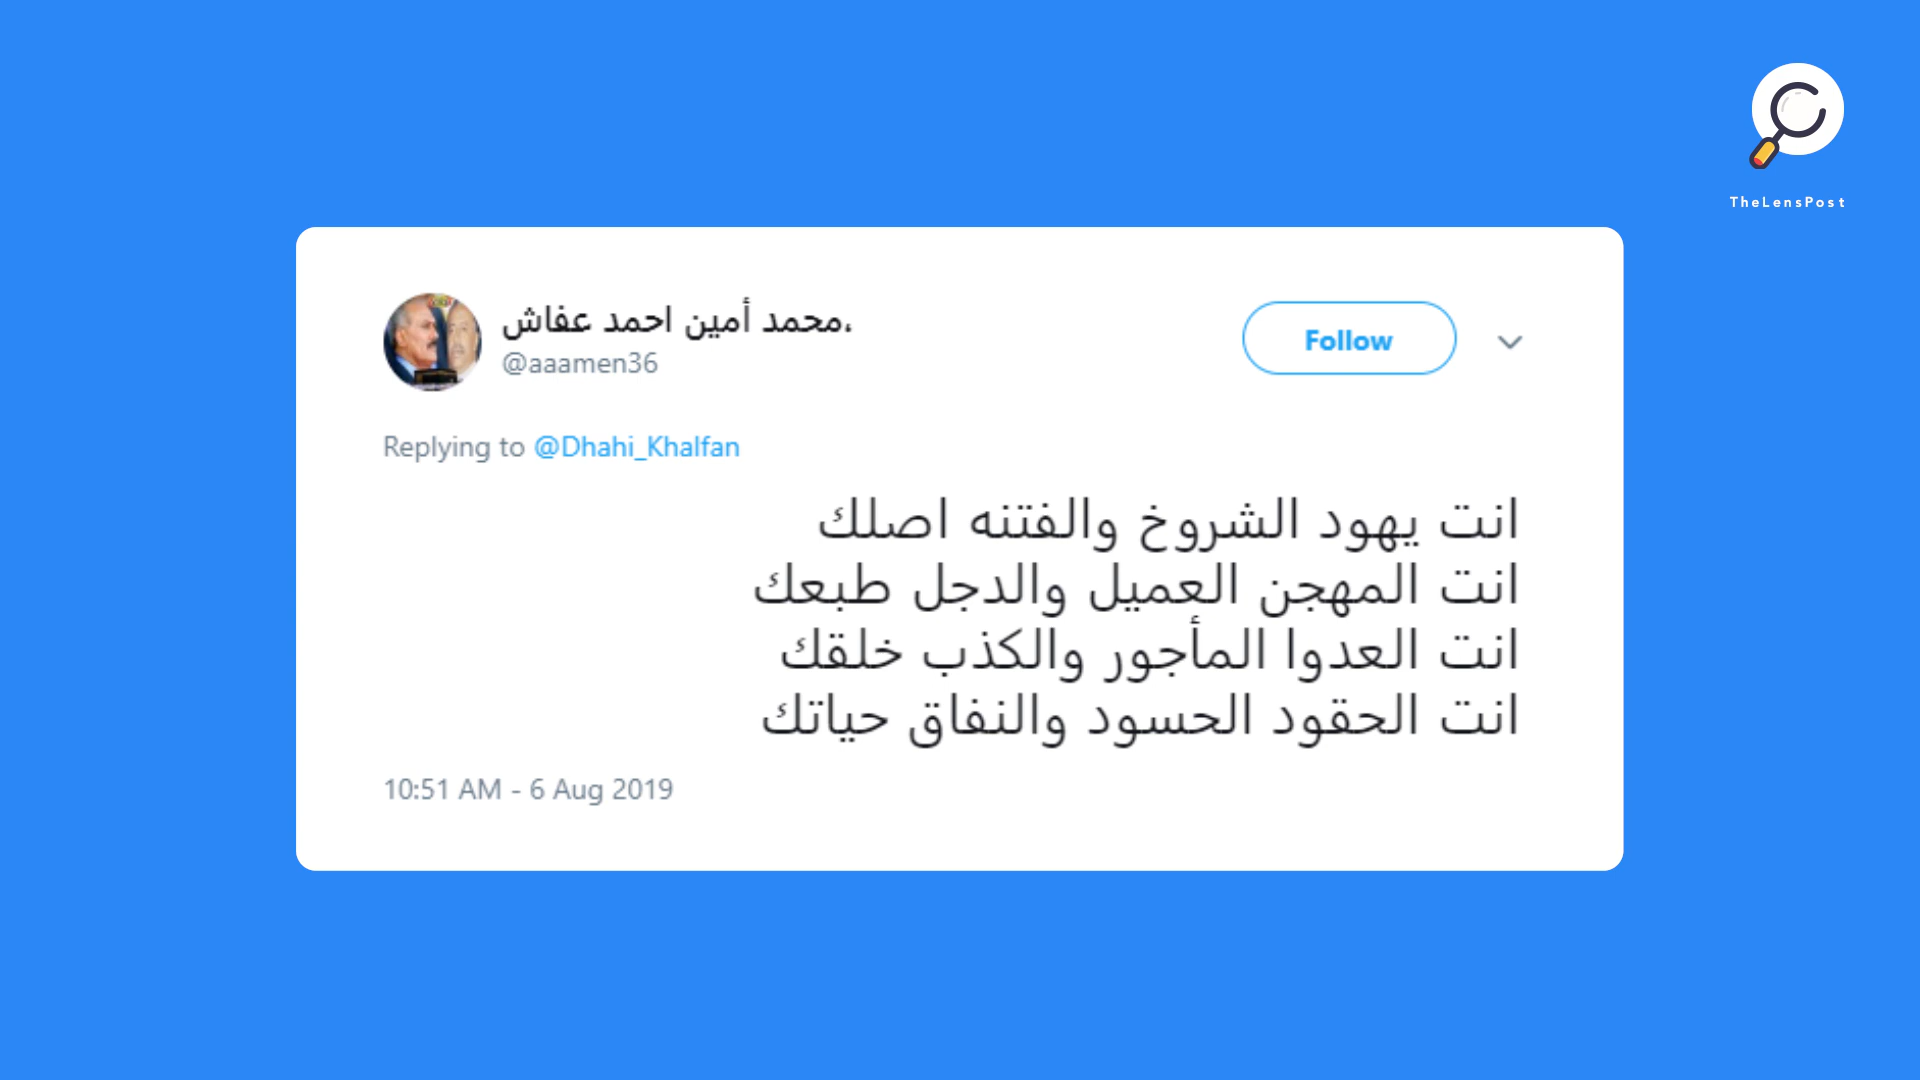 TheLensPost
محمد أمين احمد عفاش،
@aaamen36
Follow
Replying to @Dhahi_Khalfan
انت يهود الشروخ والفتنه اصلك
انت المهجن العميل والدجل طبعك
انت العدوا المأجور والكذب خلقك
انت الحقود الحسود والنفاق حياتك
10:51 AM - 6 Aug 2019